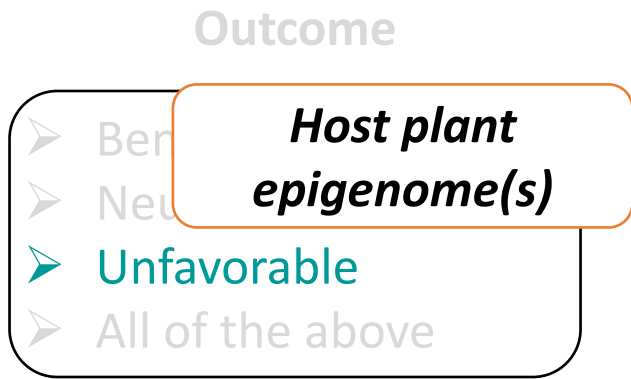 Outcome
Host plant
epigenome(s)
Unfavorable
All of the above